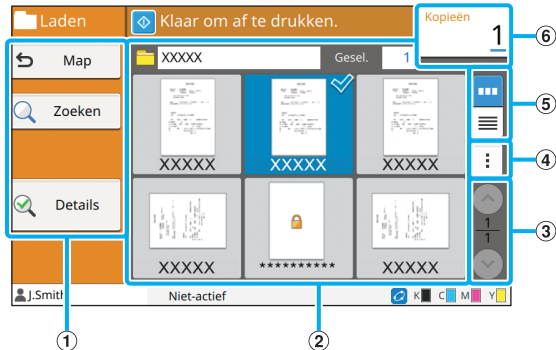 Laden
Klaar om af te drukken.
Kopieën
1
Map
XXXXX
Gesel.
1
Zoeken
XXXXX
XXXXX
XXXXX
Details
XXXXX
**********
XXXXX
1
1
J.Smith
Niet-actief
K
C
M
Y
1
2
3
4
5
6